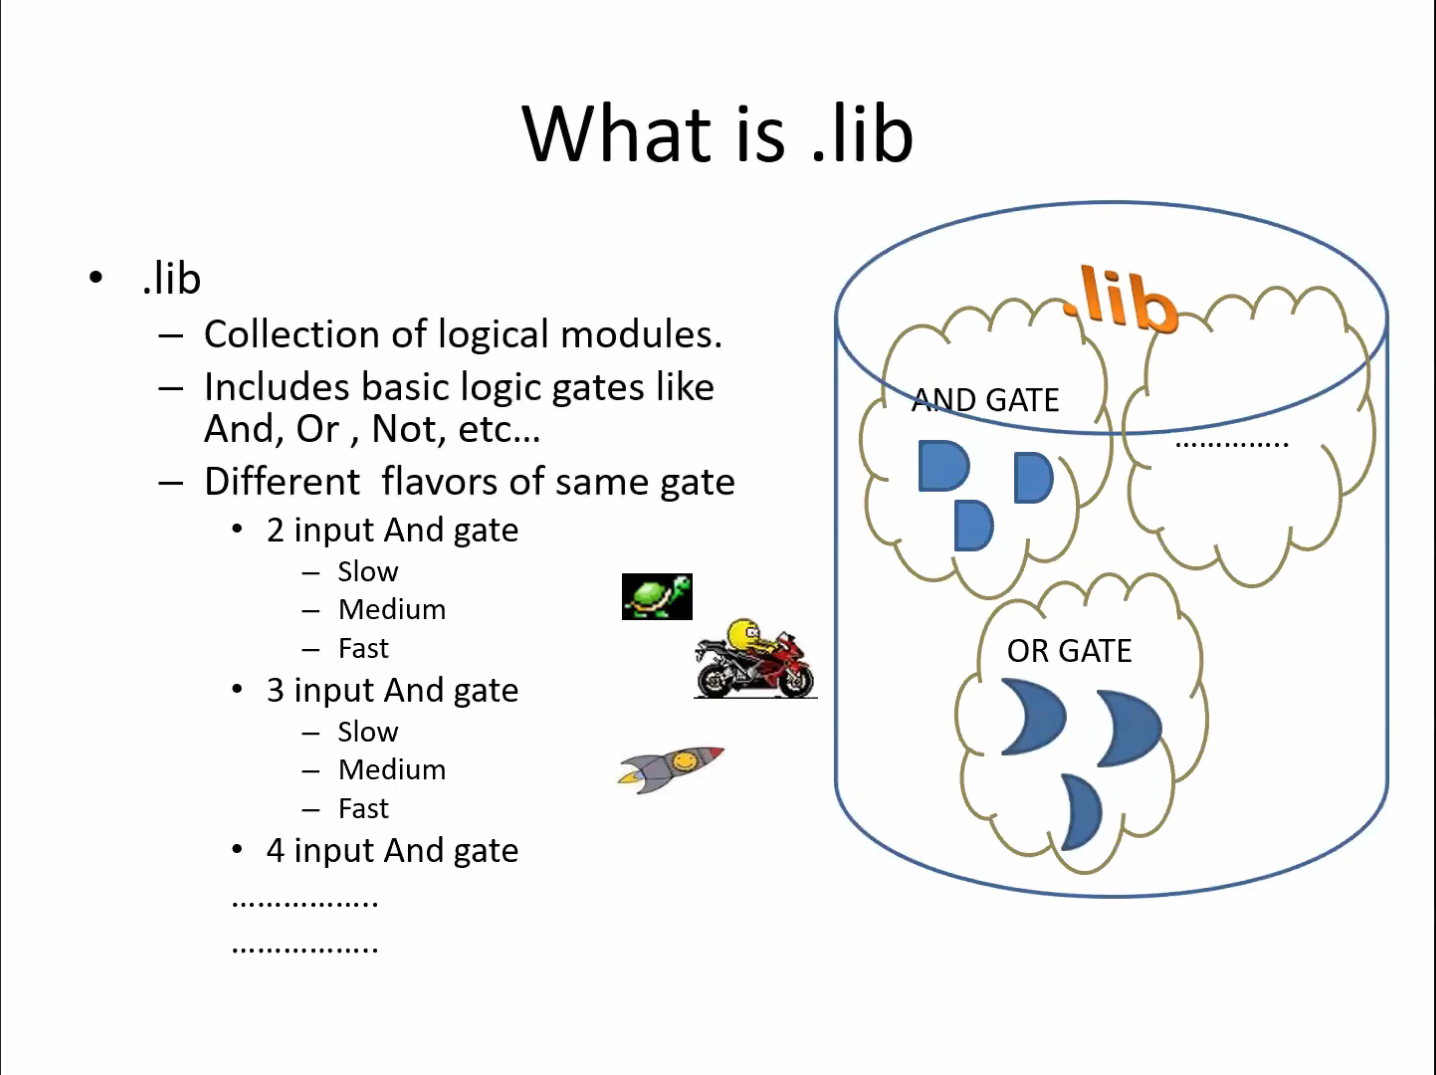 What is .lib
• .lib
– Collection of logical modules.
– Includes basic logic gates like
And, Or , Not, etc...
– Different flavors of same gate
• 2 input And gate
– Slow
– Medium
– Fast
• 3 input And gate
– Slow
– Medium
– Fast
• 4 input And gate
……………..
……………..
.lib
AND GATE
…………..
OR GATE